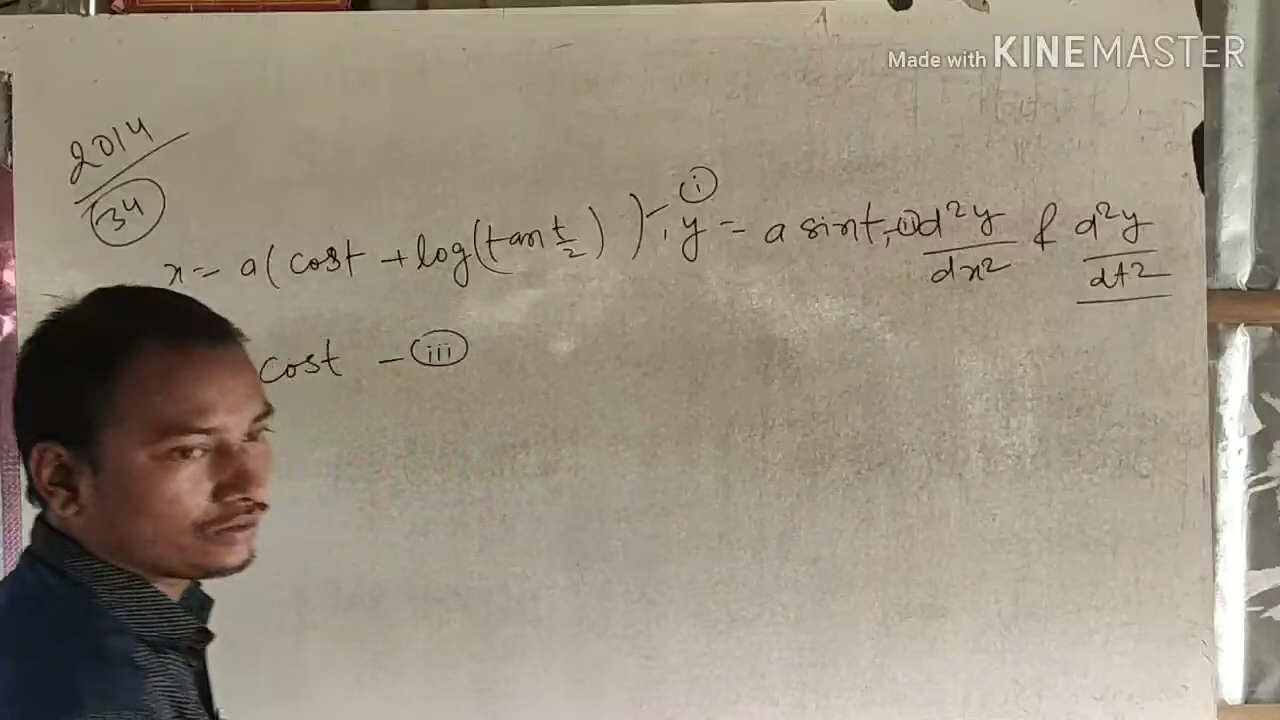 Made with KINEMASTER
2014
34
x = a(cost + log(tan t/2)) - (i), y = a sint, - (ii) d²y/dx² & d²y/dt²
cost - (iii)